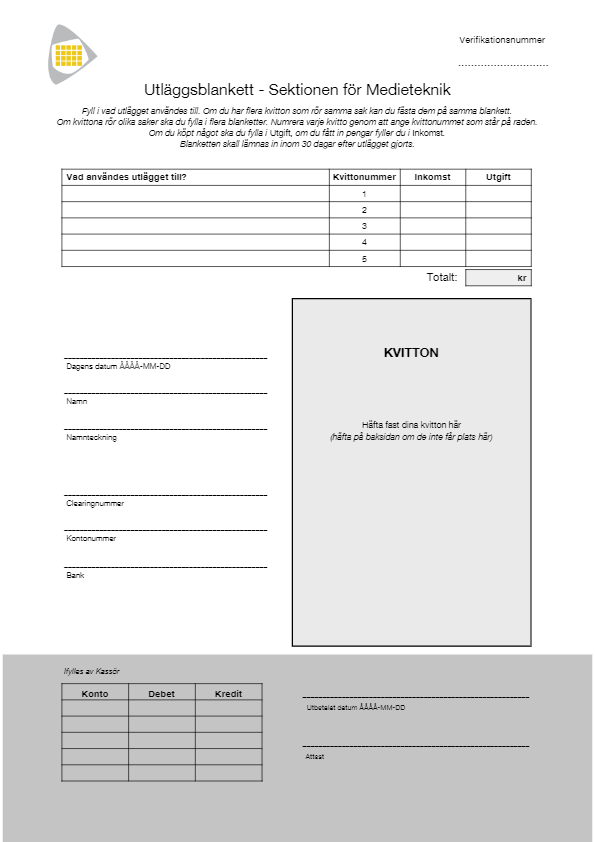 Verifikationsnummer
............................
Utläggsblankett - Sektionen för Medieteknik
Fyll i vad utlägget användes till. Om du har flera kvitton som rör samma sak kan du fästa dem på samma blankett.
Om kvittona rör olika saker ska du fylla i flera blanketter. Numrera varje kvitto genom att ange kvittonumret som står på raden.
Om du köpt något ska du fylla i Utgift, om du fått in pengar fyller du i Inkomst.
Blanketten skall lämnas in inom 30 dagar efter utlägget gjorts.
Vad användes utlägget till? Kvittonummer Inkomst Utgift
1
2
3
4
5
Totalt: kr
KVITTON
Häfta fast dina kvitton här
(häfta på baksidan om de inte får plats här)
Dagens datum ÅÅÅÅ-MM-DD
Namn
Namnteckning
Clearingnummer
Kontonummer
Bank
Ifylles av Kassör
Konto Debet Kredit
Utbetalat datum ÅÅÅÅ-MM-DD
Attest